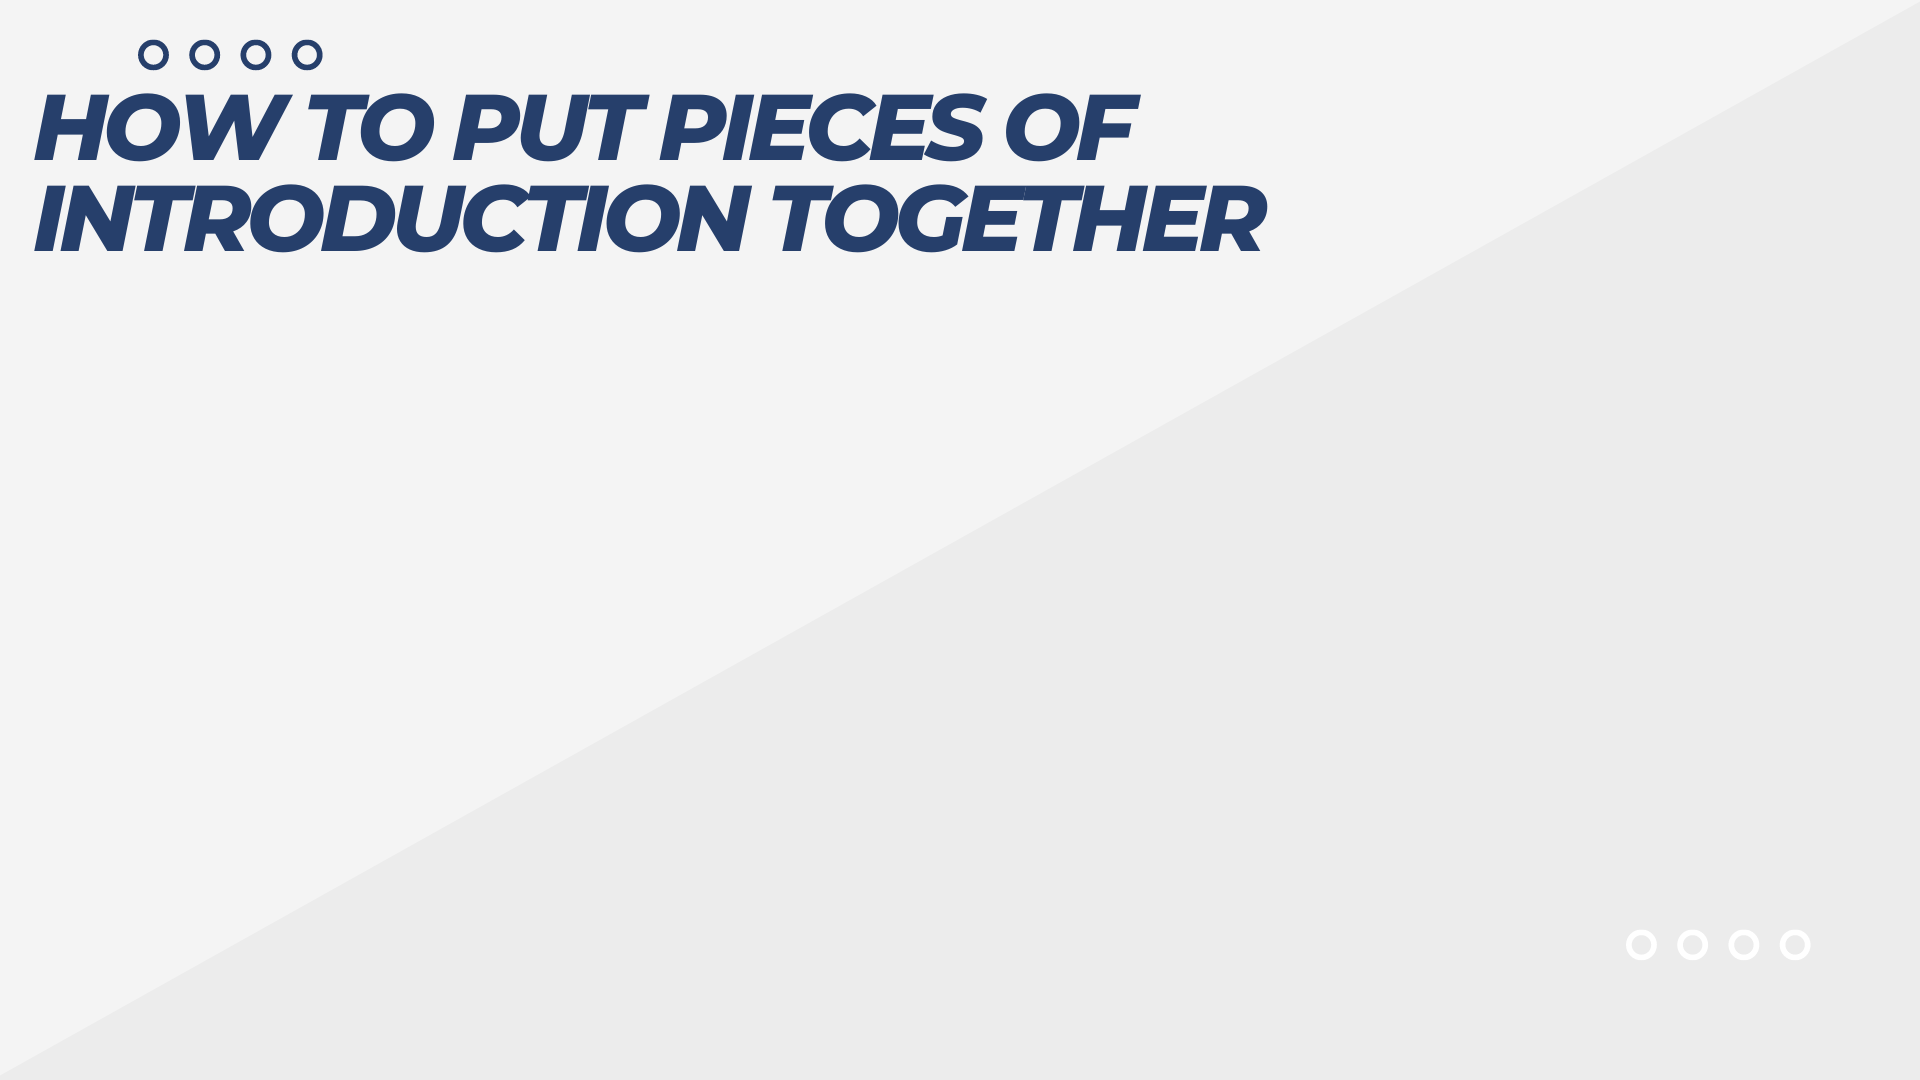 HOW TO PUT PIECES OF
INTRODUCTION TOGETHER